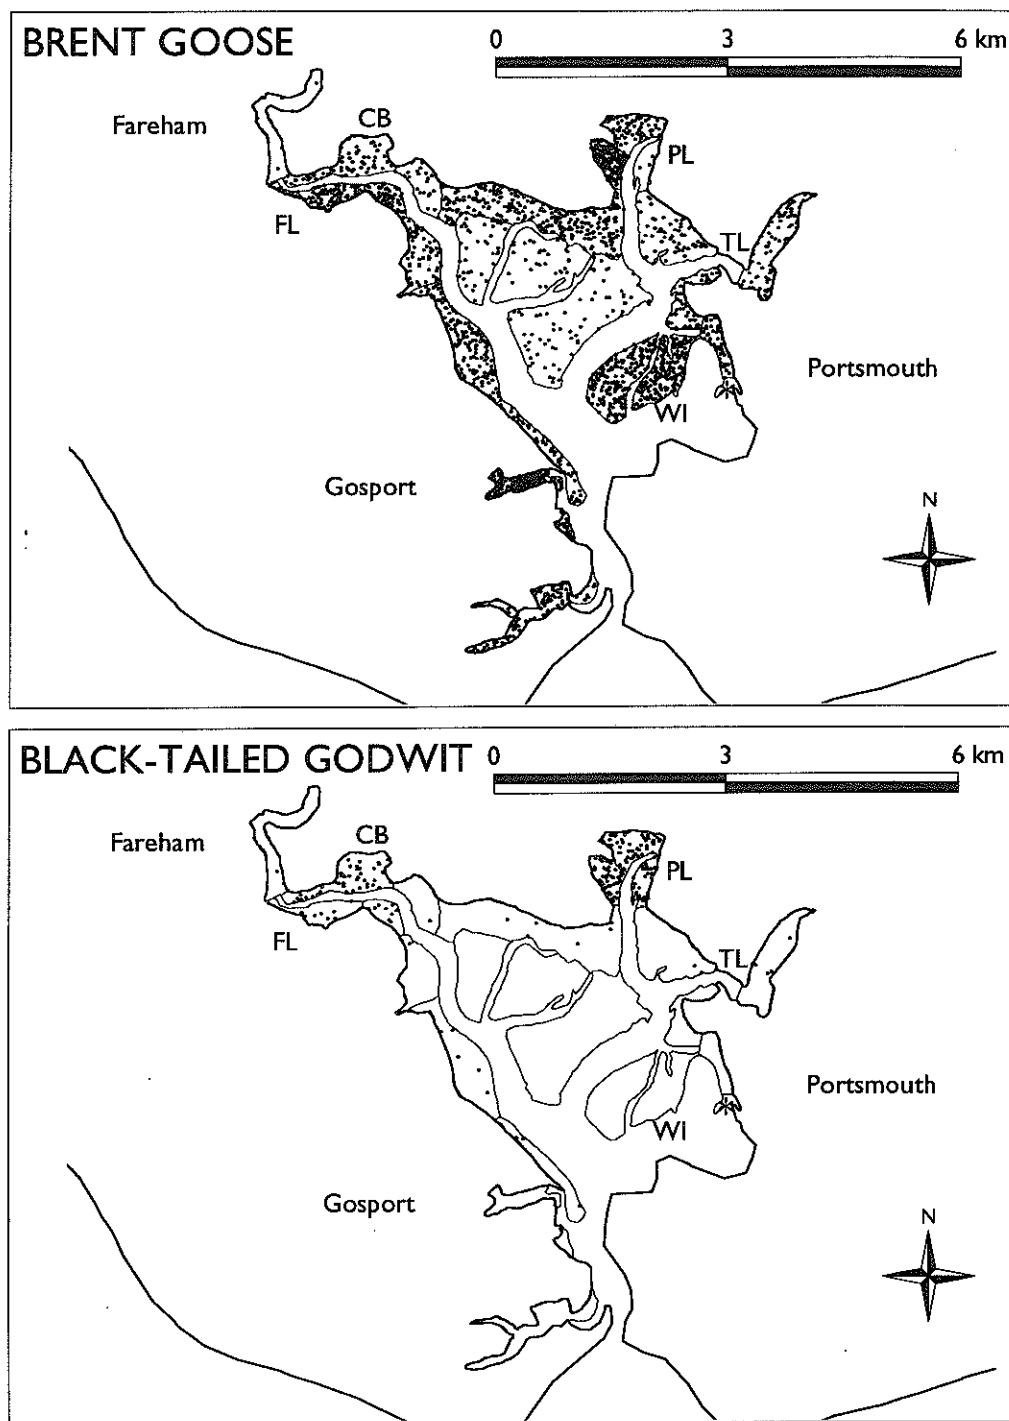 BRENT GOOSE
0 3 6 km
Fareham
CB
PL
FL
TL
Portsmouth
WI
Gosport
N
BLACK-TAILED GODWIT
0 3 6 km
Fareham
CB
PL
FL
TL
Portsmouth
WI
Gosport
N